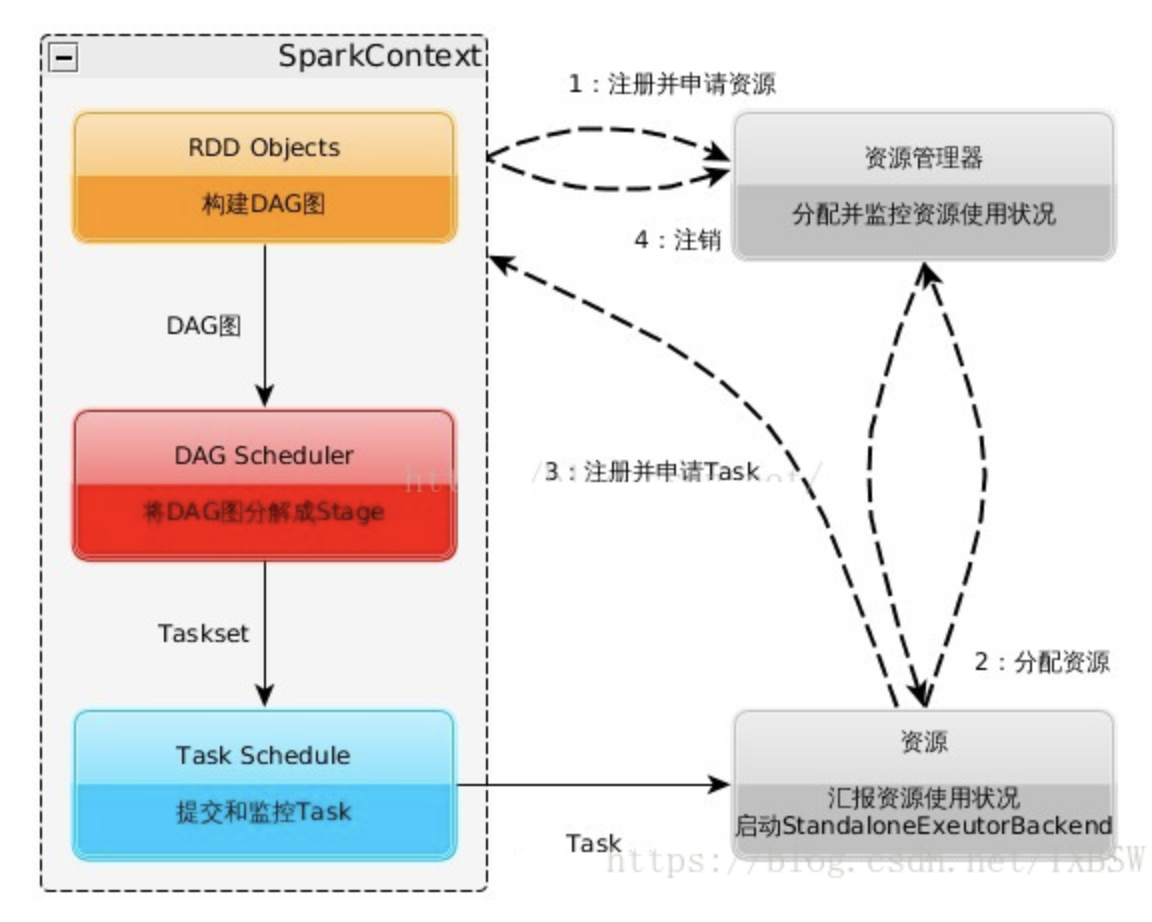 SparkContext
1：注册并申请资源
RDD Objects
构建DAG图
资源管理器
分配并监控资源使用状况
4：注销
DAG图
DAG Scheduler
将DAG图分解成Stage
3：注册并申请Task
Taskset
2：分配资源
Task Schedule
提交和监控Task
资源
汇报资源使用状况
启动StandaloneExeutorBackend
Task
https://blog.csdn.net/TXBSW